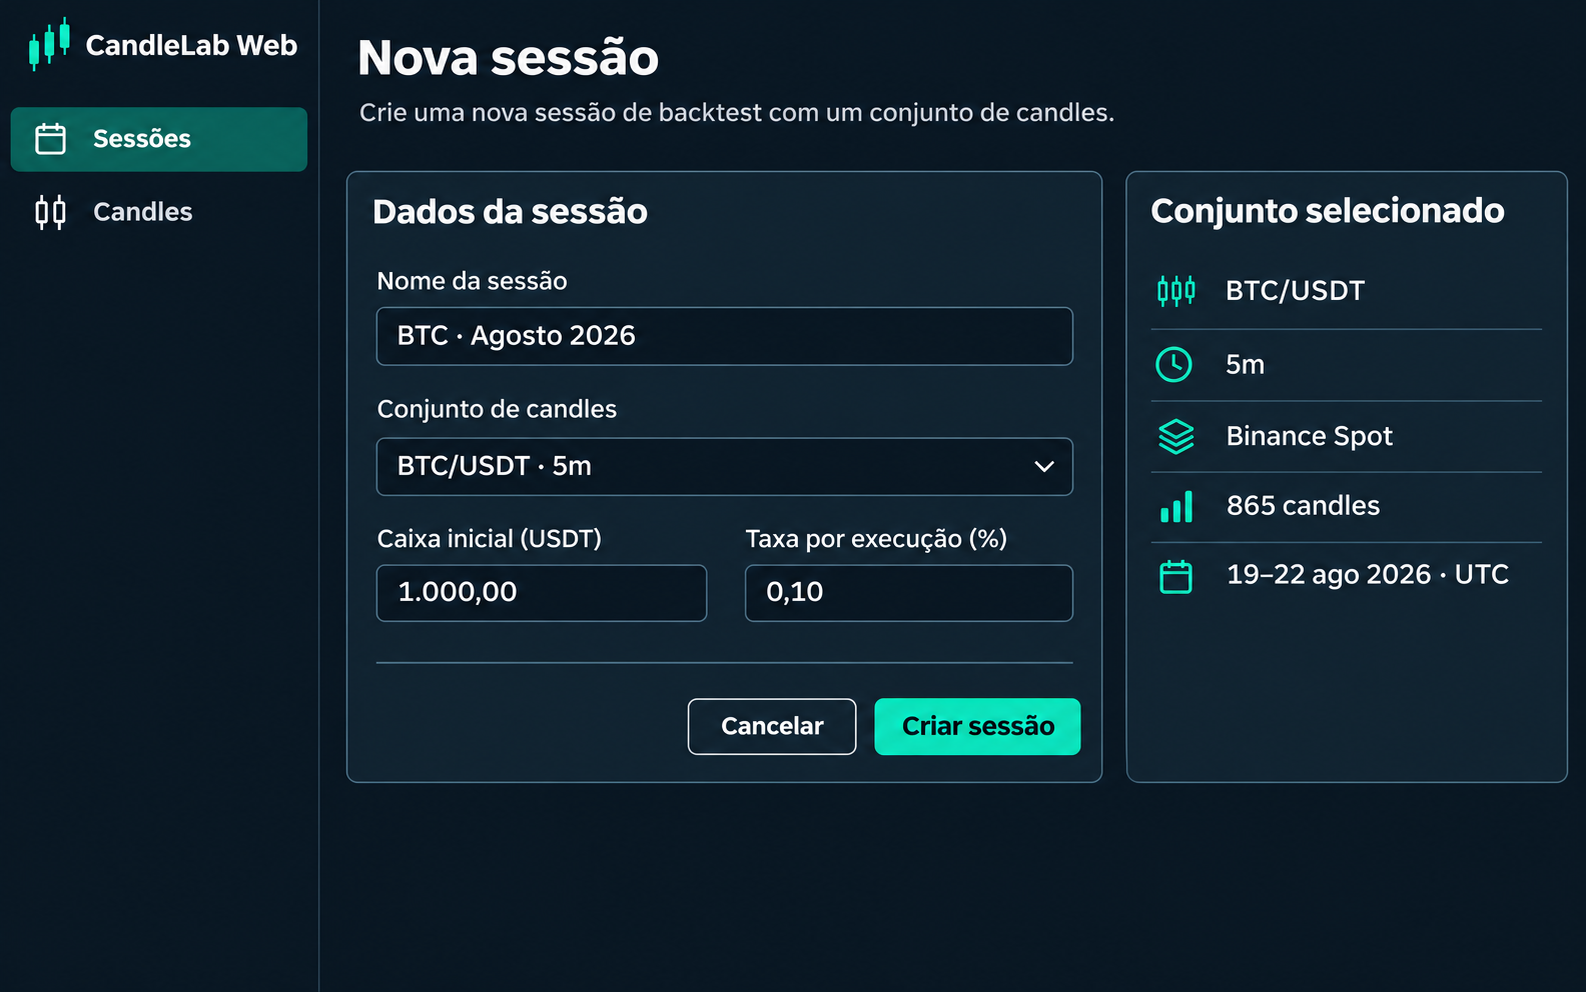 CandleLab Web
Sessões
Candles
Nova sessão
Crie uma nova sessão de backtest com um conjunto de candles.
Dados da sessão
Nome da sessão
BTC · Agosto 2026
Conjunto de candles
BTC/USDT · 5m
Caixa inicial (USDT)
1.000,00
Taxa por execução (%)
0,10
Cancelar
Criar sessão
Conjunto selecionado
BTC/USDT
5m
Binance Spot
865 candles
19–22 ago 2026 · UTC